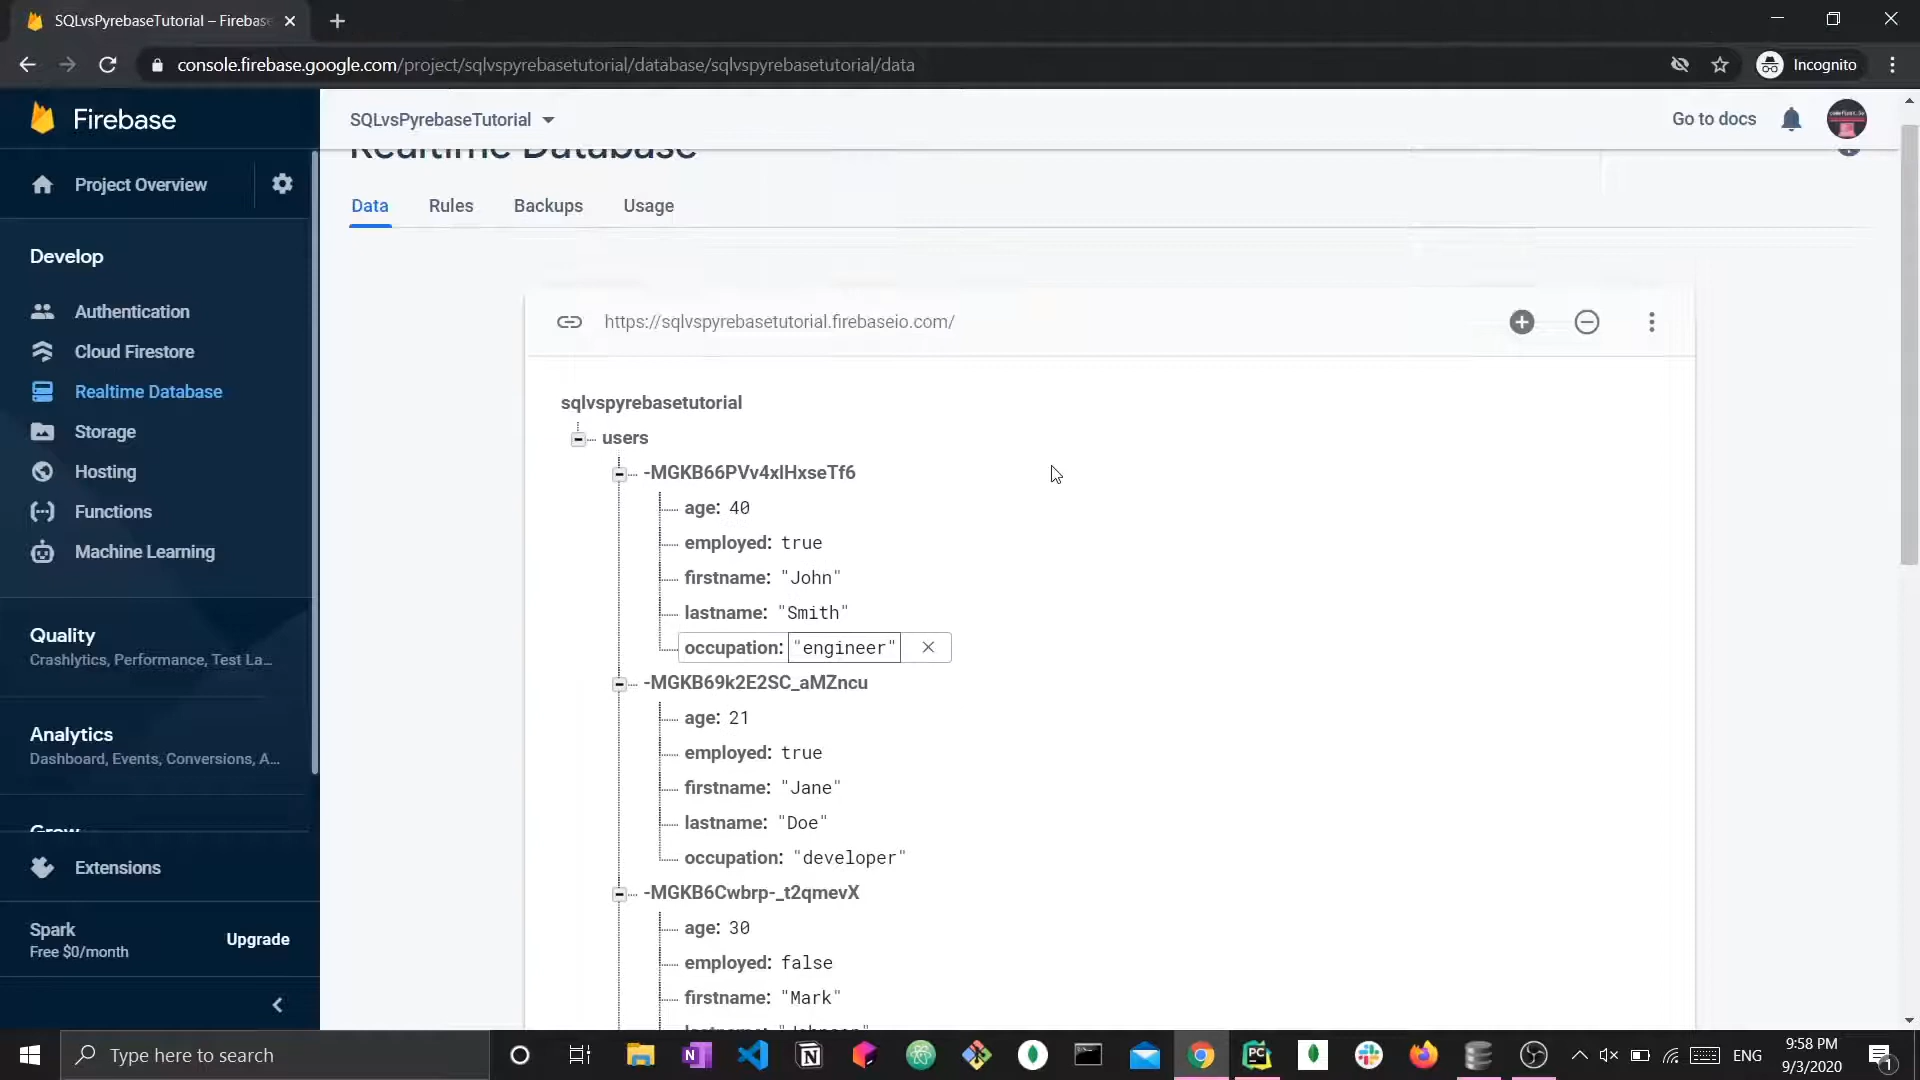 SQLvsPyrebaseTutorial – Firebase
console.firebase.google.com/project/sqlvspyrebasetutorial/database/sqlvspyrebasetutorial/data
Incognito
Firebase
SQLvsPyrebaseTutorial
Go to docs
Realtime Database
Project Overview
Data
Rules
Backups
Usage
Develop
Authentication
Cloud Firestore
Realtime Database
Storage
Hosting
Functions
Machine Learning
Quality
Crashlytics, Performance, Test La...
Analytics
Dashboard, Events, Conversions, A...
Grow
Extensions
Spark
Free $0/month
Upgrade
https://sqlvspyrebasetutorial.firebaseio.com/
sqlvspyrebasetutorial
users
-MGKB66PVv4xlHxseTf6
age: 40
employed: true
firstname: "John"
lastname: "Smith"
occupation: "engineer"
-MGKB69k2E2SC_aMZncu
age: 21
employed: true
firstname: "Jane"
lastname: "Doe"
occupation: "developer"
-MGKB6Cwbrp-_t2qmevX
age: 30
employed: false
firstname: "Mark"
Type here to search
PC
ENG
9:58 PM
9/3/2020
1